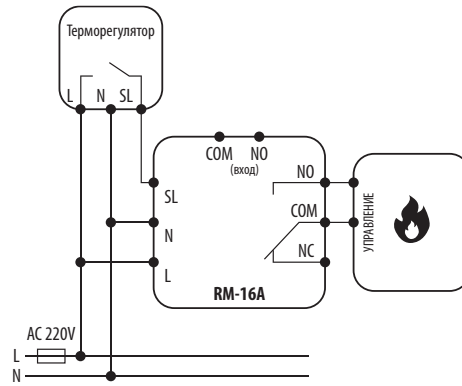 Терморегулятор
L N SL
COM NO
(вход)
NO
SL
COM
УПРАВЛЕНИЕ
N
NC
L
RM-16A
AC 220V
L
N